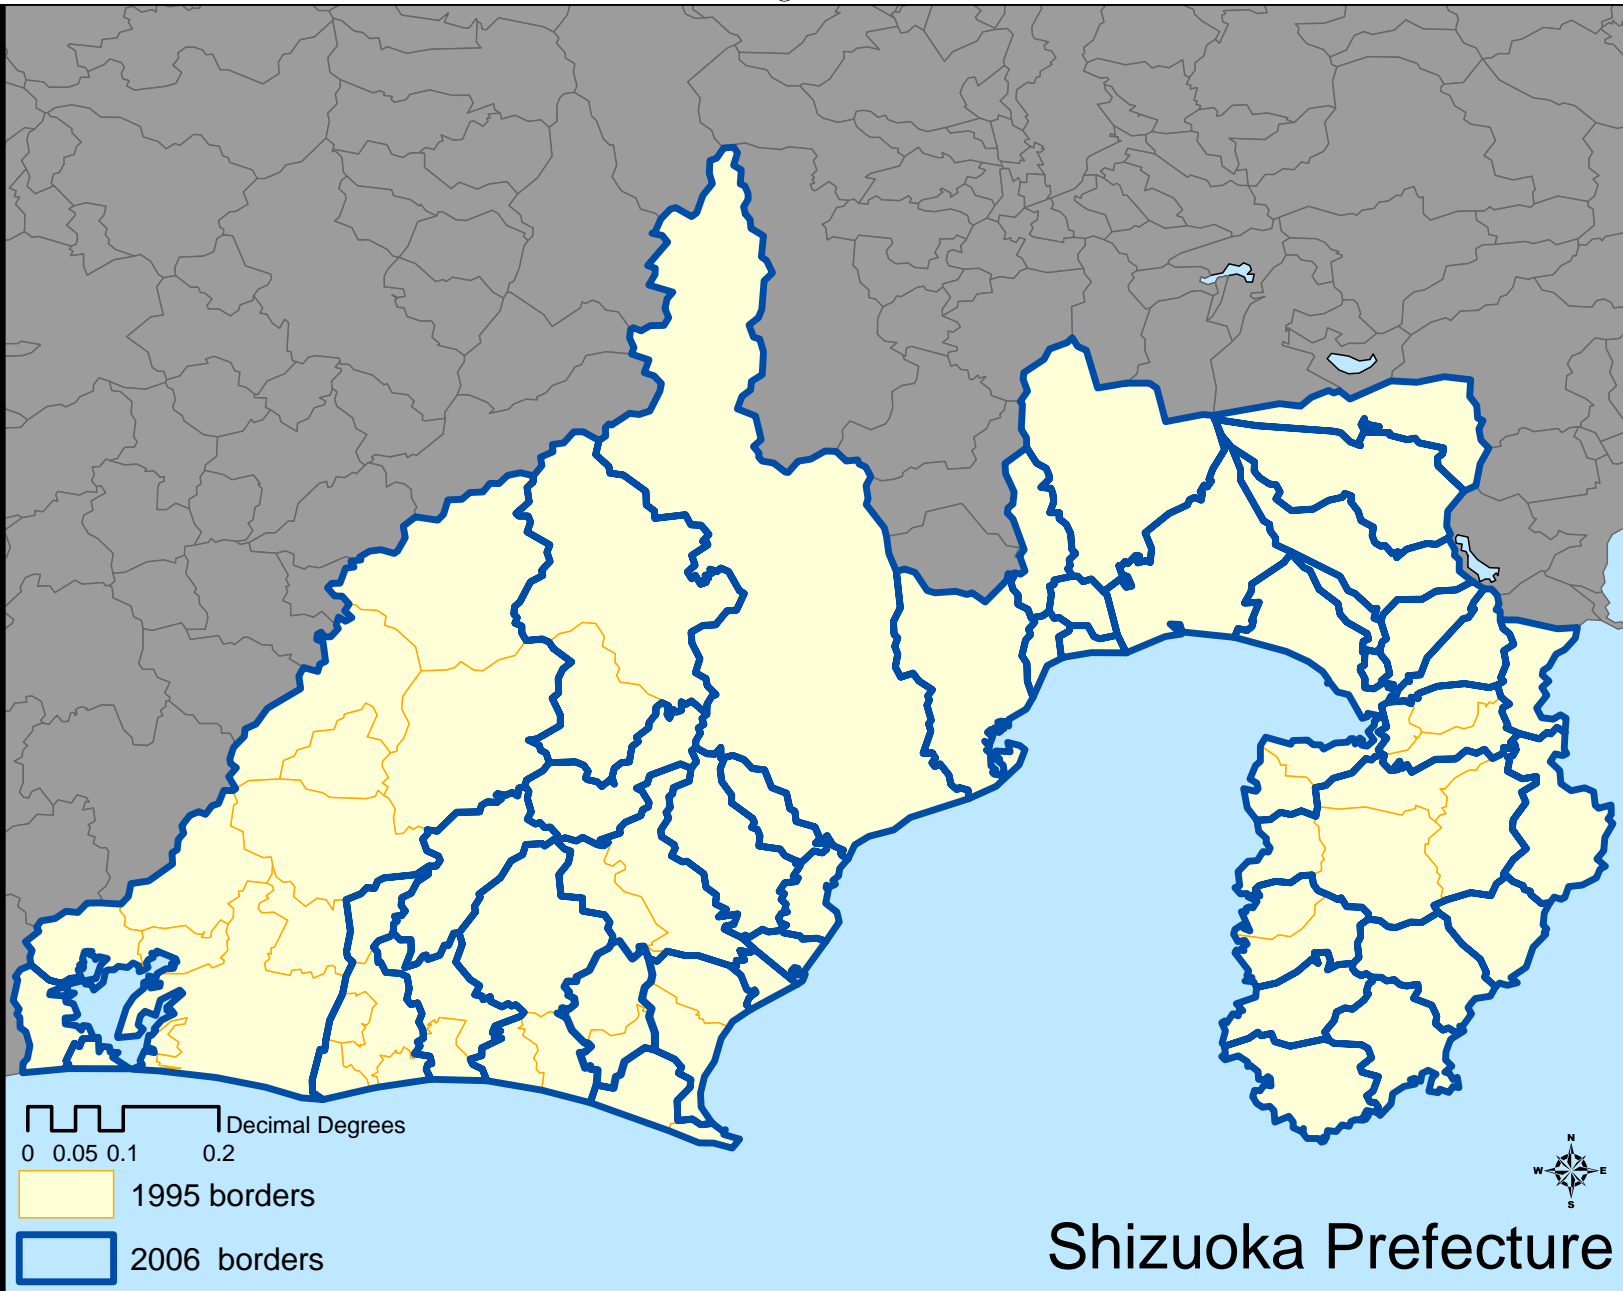 Decimal Degrees
0 0.05 0.1 0.2
1995 borders
2006 borders
N
W E
S
Shizuoka Prefecture